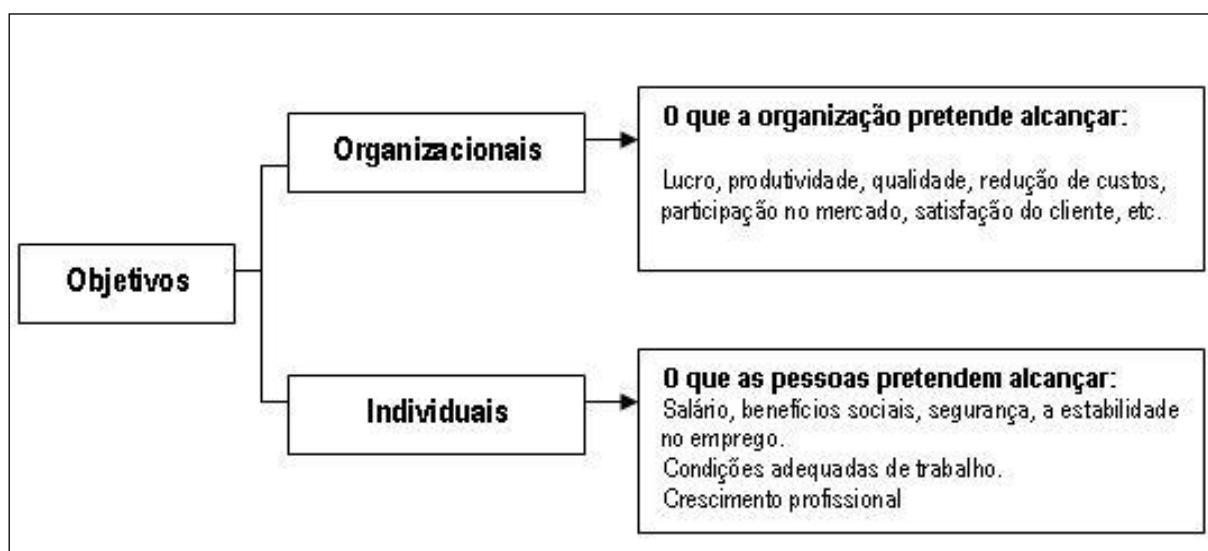 Objetivos
Organizacionais
O que a organização pretende alcançar:
Lucro, produtividade, qualidade, redução de custos,
participação no mercado, satisfação do cliente, etc.
Individuais
O que as pessoas pretendem alcançar:
Salário, benefícios sociais, segurança, a estabilidade
no emprego.
Condições adequadas de trabalho.
Crescimento profissional